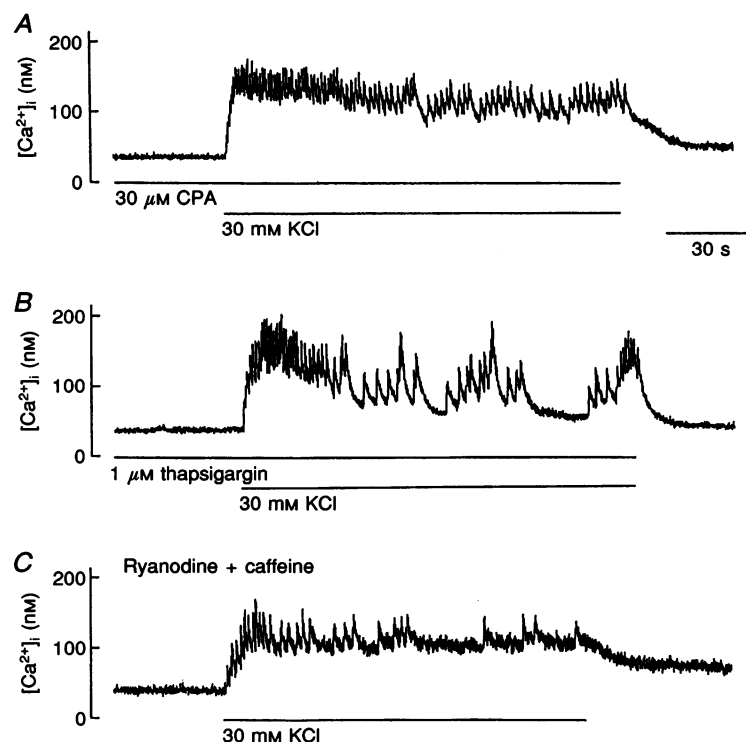 A
200
100
0
[Ca²⁺]ᵢ (nM)
30 μM CPA
30 mM KCl
30 s
B
200
100
0
[Ca²⁺]ᵢ (nM)
1 μM thapsigargin
30 mM KCl
C
Ryanodine + caffeine
200
100
0
[Ca²⁺]ᵢ (nM)
30 mM KCl